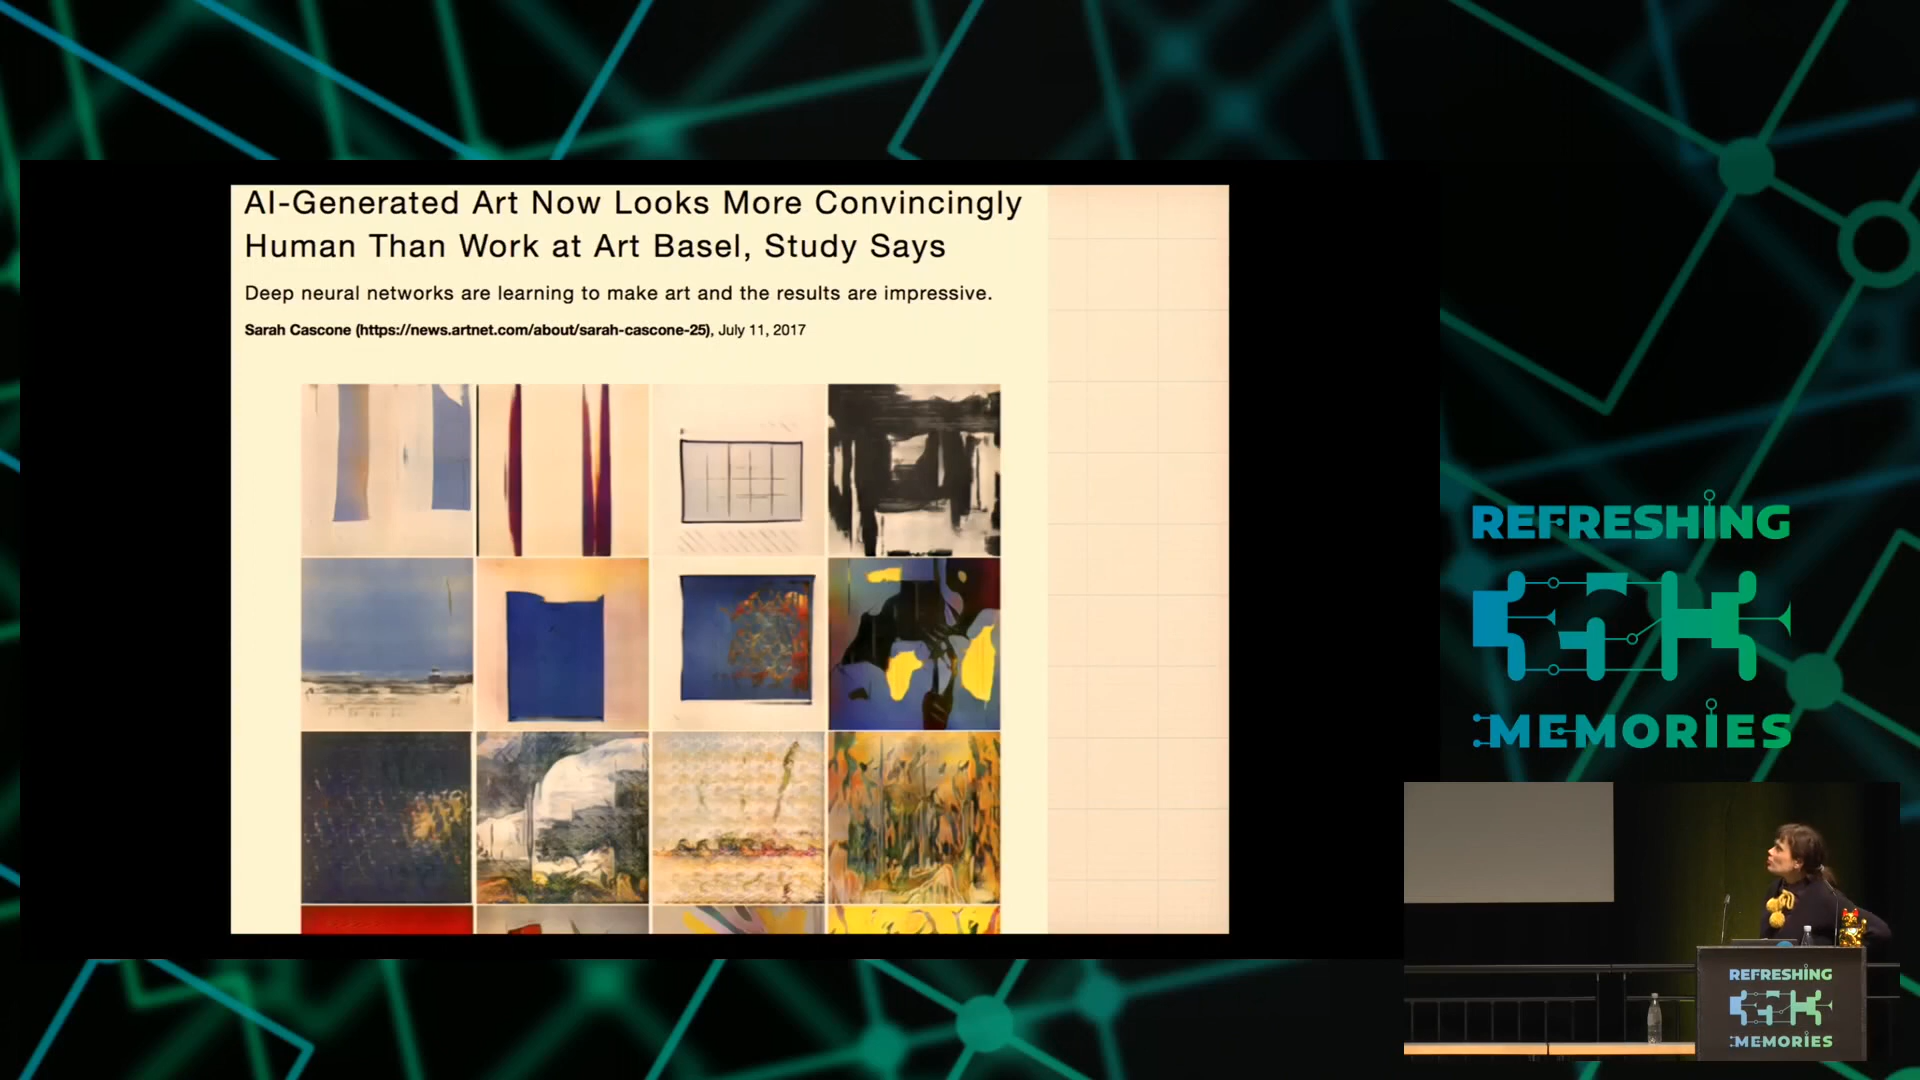 AI-Generated Art Now Looks More Convincingly
Human Than Work at Art Basel, Study Says
Deep neural networks are learning to make art and the results are impressive.
Sarah Cascone (https://news.artnet.com/about/sarah-cascone-25), July 11, 2017
REFRESHING
MEMORIES
REFRESHING
MEMORIES